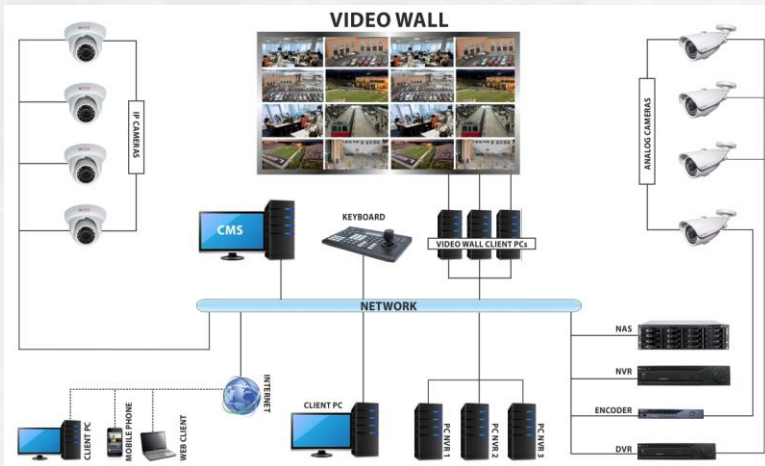 VIDEO WALL
IP CAMERAS
ANALOG CAMERAS
CMS
KEYBOARD
VIDEO WALL CLIENT PCs
NETWORK
NAS
NVR
ENCODER
DVR
INTERNET
CLIENT PC
MOBILE PHONE
WEB CLIENT
CLIENT PC
PC NVR 1
PC NVR 2
PC NVR 3